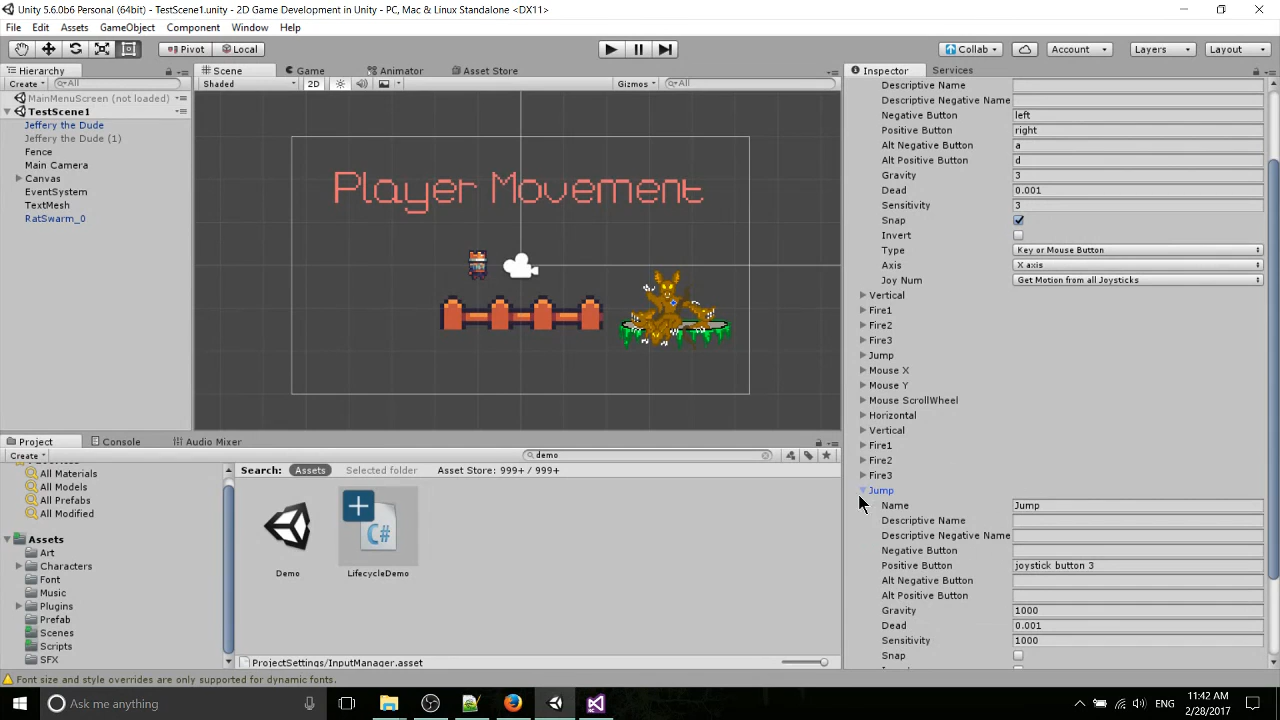 Unity 5.6.0b6 Personal (64bit) - TestScene1.unity - 2D Game Development in Unity - PC, Mac & Linux Standalone <DX11>
File Edit Assets GameObject Component Window Help
Pivot Local Collab Account Layers Layout
Hierarchy
Create All
MainMenuScreen (not loaded)
TestScene1
Jeffery the Dude
Jeffery the Dude (1)
Fence
Main Camera
Canvas
EventSystem
TextMesh
RatSwarm_0
Scene Game Animator Asset Store
Shaded 2D Gizmos All
Player Movement
Inspector Services
Descriptive Name
Descriptive Negative Name
Negative Button left
Positive Button right
Alt Negative Button a
Alt Positive Button d
Gravity 3
Dead 0.001
Sensitivity 3
Snap
Invert
Type Key or Mouse Button
Axis X axis
Joy Num Get Motion from all Joysticks
Vertical
Fire1
Fire2
Fire3
Jump
Mouse X
Mouse Y
Mouse ScrollWheel
Horizontal
Vertical
Fire1
Fire2
Fire3
Jump
Name Jump
Descriptive Name
Descriptive Negative Name
Negative Button
Positive Button joystick button 3
Alt Negative Button
Alt Positive Button
Gravity 1000
Dead 0.001
Sensitivity 1000
Snap
Project Console Audio Mixer
Create demo
All Materials
All Models
All Prefabs
All Modified
Assets
Art
Characters
Font
Music
Plugins
Prefab
Scenes
Scripts
SFX
Search: Assets Selected folder Asset Store: 999+ / 999+
C#
Demo LifecycleDemo
ProjectSettings/InputManager.asset
Font size and style overrides are only supported for dynamic fonts.
Ask me anything
ENG
11:42 AM
2/28/2017